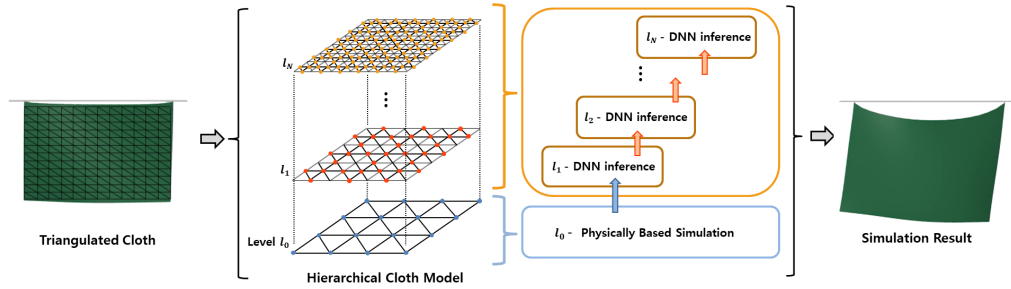 Triangulated Cloth
l_N
l_1
Level l_0
Hierarchical Cloth Model
l_N - DNN inference
l_2 - DNN inference
l_1 - DNN inference
l_0 - Physically Based Simulation
Simulation Result